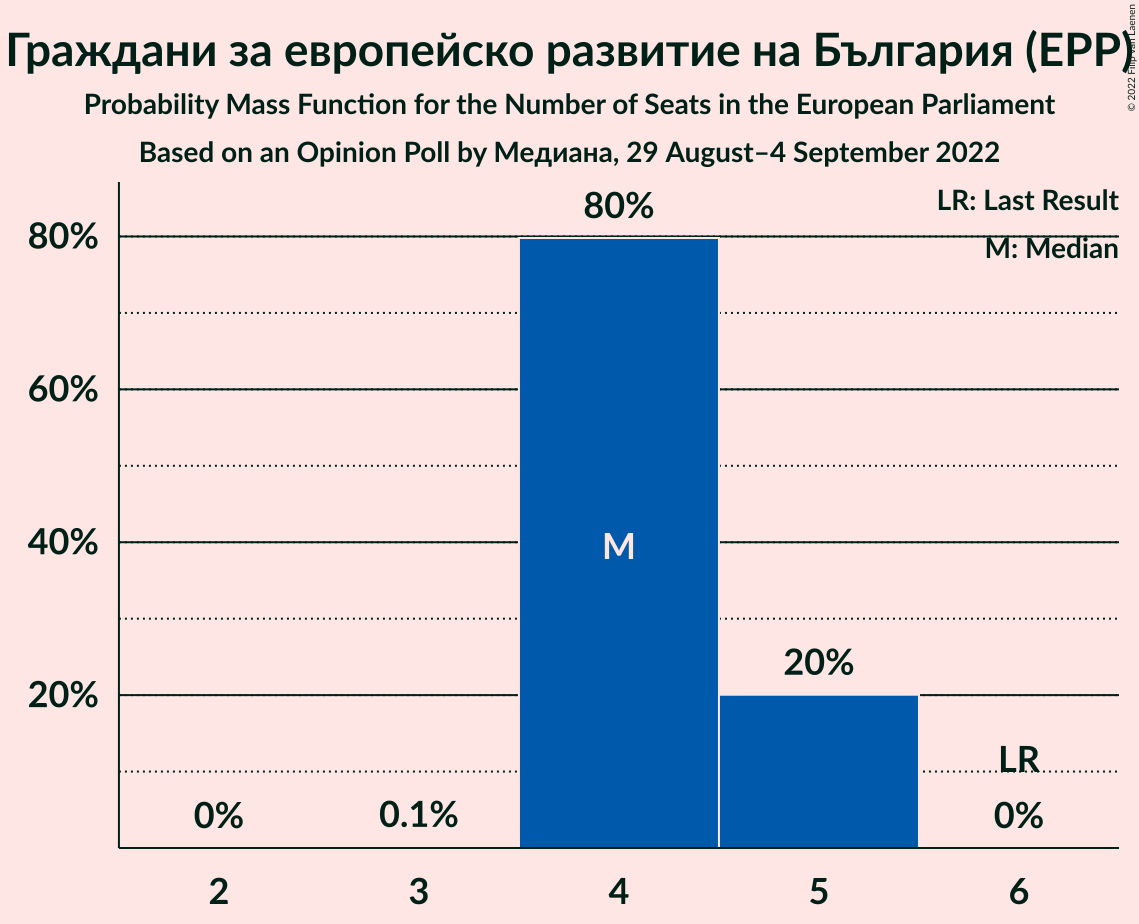 Граждани за европейско развитие на България (EPP)
© 2022 Filip van Laenen
Probability Mass Function for the Number of Seats in the European Parliament
Based on an Opinion Poll by Медиана, 29 August–4 September 2022
LR: Last Result
M: Median
80%
80%
60%
40%
20%
M
20%
LR
0%
0.1%
0%
2
3
4
5
6